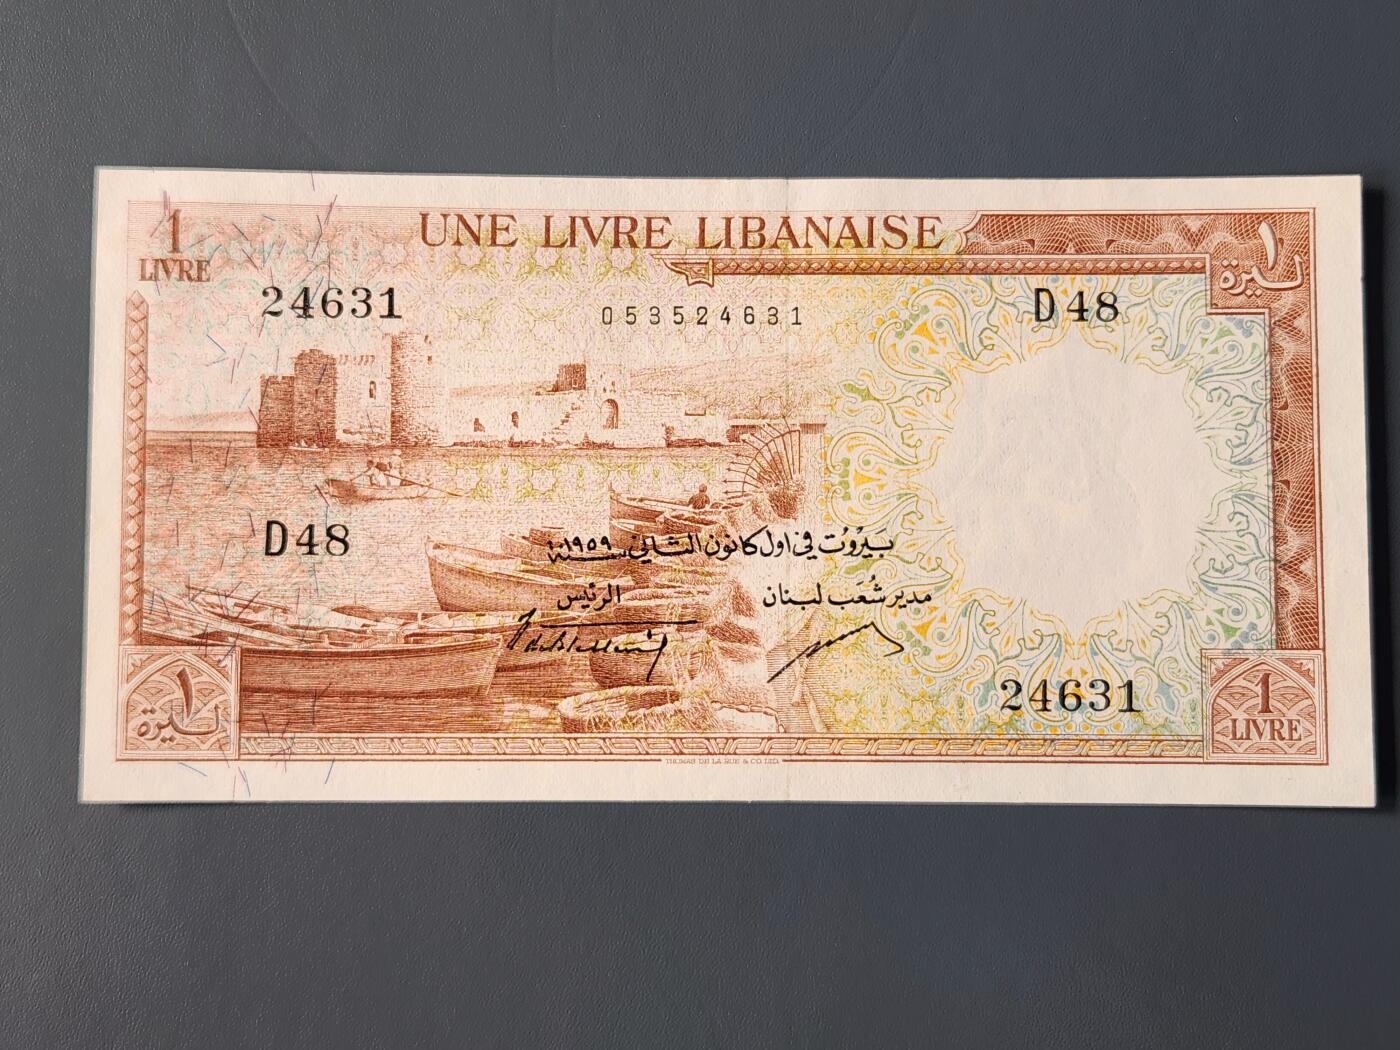 UNE LIVRE LIBANAISE
1
LIVRE
١
ليرة
24631
053524631
D48
D48
بيروت في اول كانون الثاني سنة ١٩٥٩
الرئيس
مدير شعب لبنان
24631
١
ليرة
1
LIVRE
THOMAS DE LA RUE & CO. LTD.